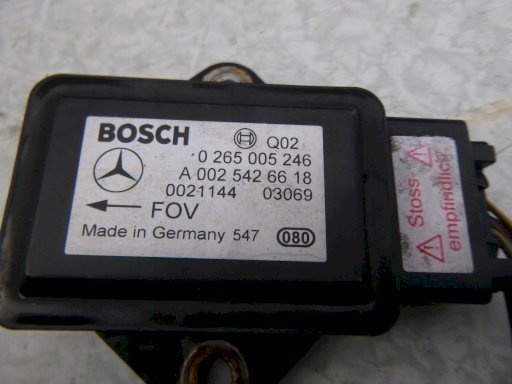 BOSCH Q02
0 265 005 246
A 002 542 66 18
0021144 03069
FOV
Made in Germany 547 080
Stoss-
empfindlich